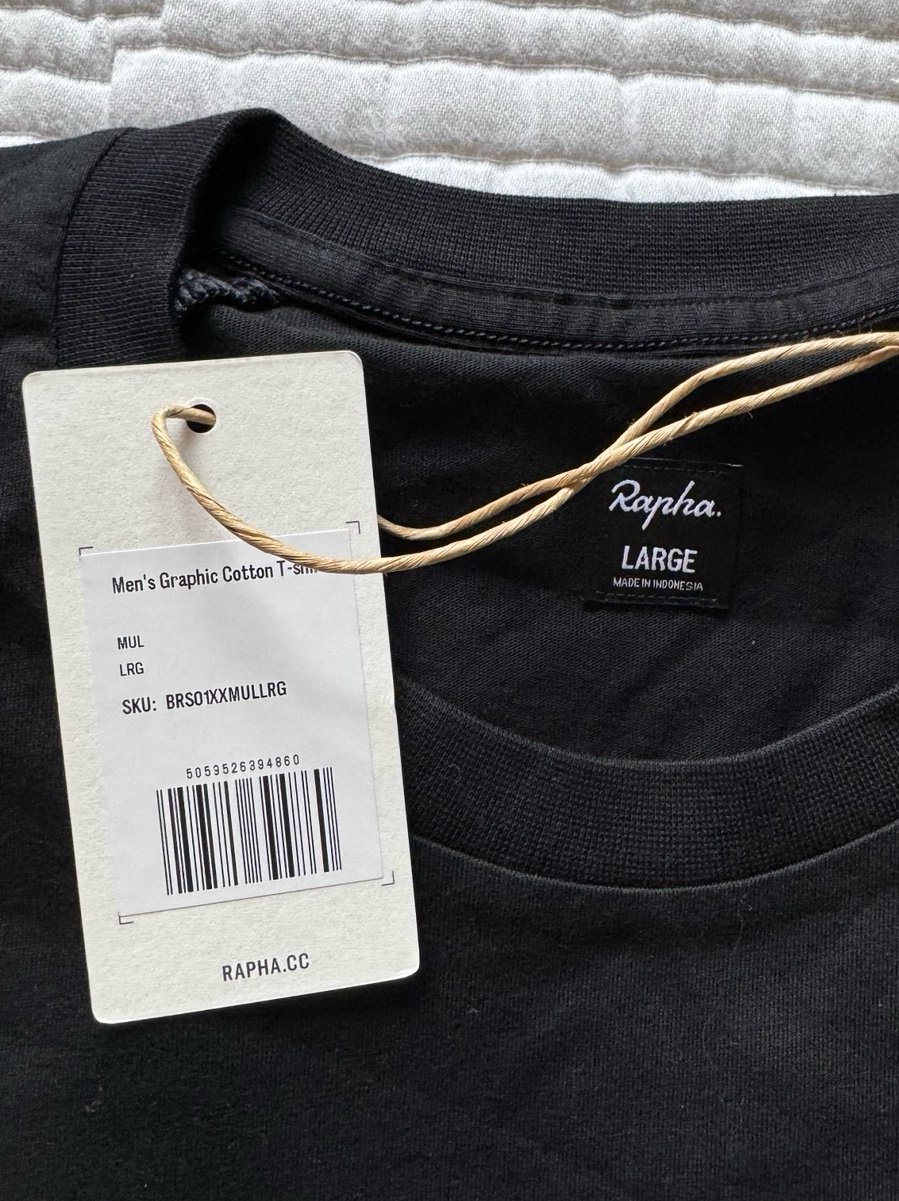 Men's Graphic Cotton
MUL
LRG
SKU: BRS01XXMULLRG
5059526394860
RAPHA.CC
Rapha.
LARGE
MADE IN INDONESIA